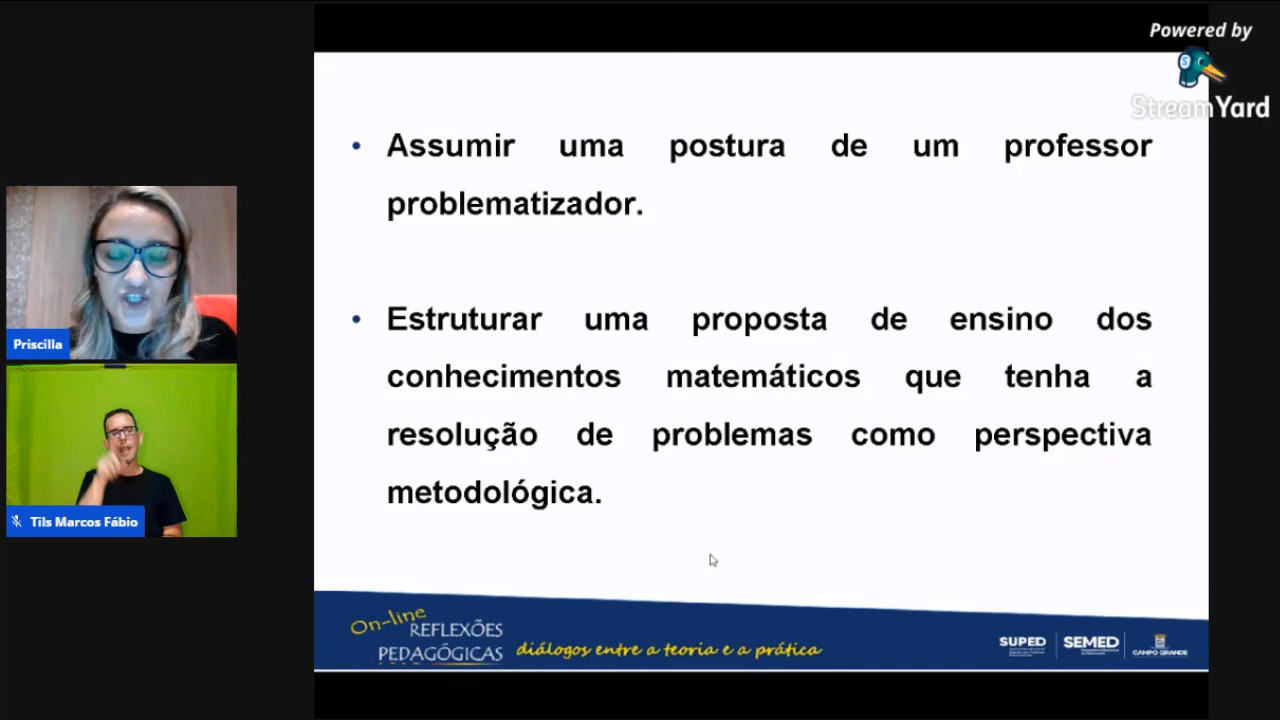 Powered by
StreamYard
• Assumir uma postura de um professor
problematizador.
• Estruturar uma proposta de ensino dos
conhecimentos matemáticos que tenha a
resolução de problemas como perspectiva
metodológica.
Priscilla
Tils Marcos Fábio
On-line
REFLEXÕES
PEDAGÓGICAS
diálogos entre a teoria e a prática
SUPED
SEMED
CAMPO GRANDE